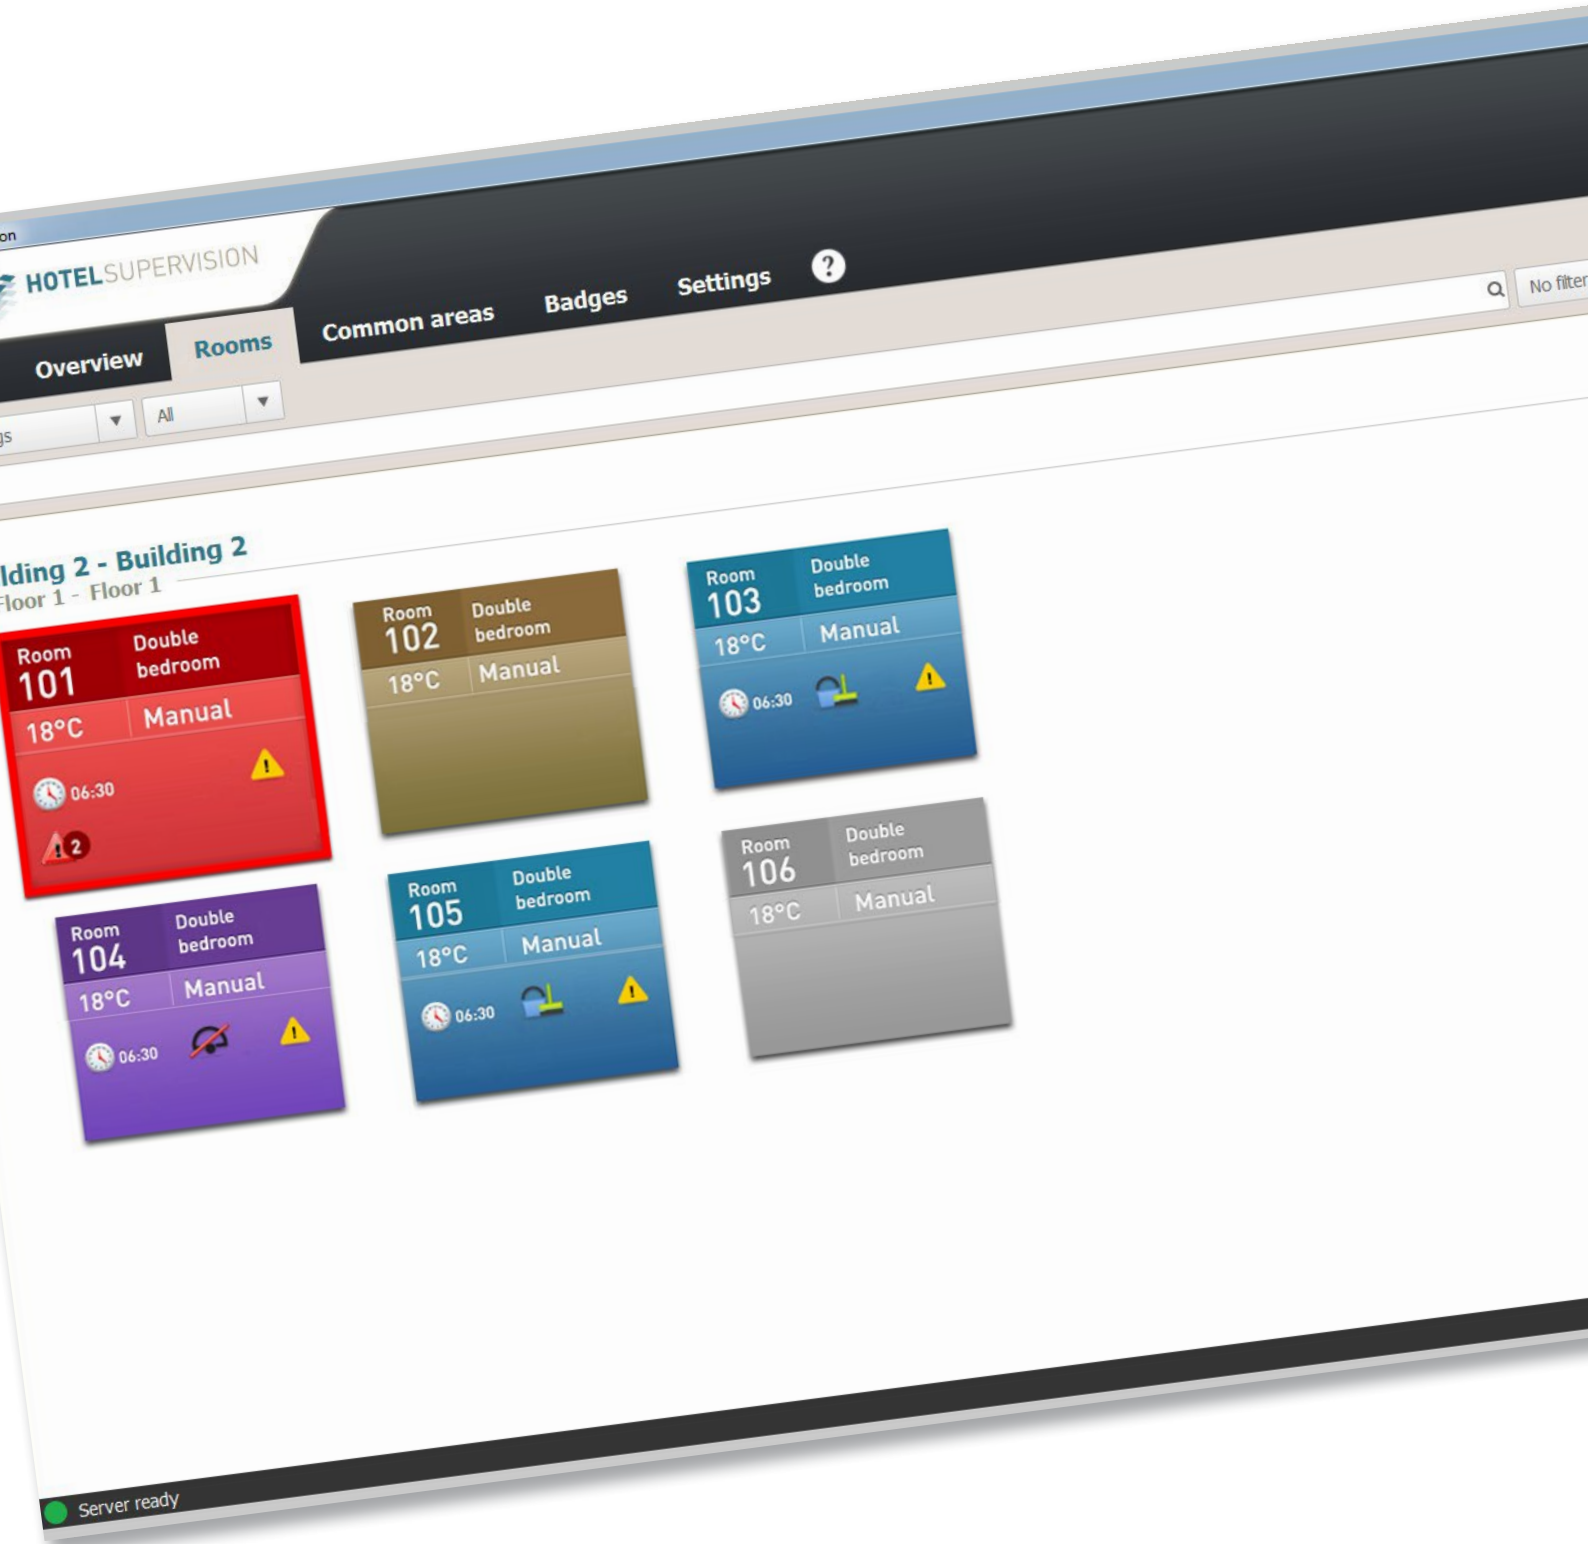 on
HOTELSUPERVISION
Overview Rooms Common areas Badges Settings ?
gs All No filter
lding 2 - Building 2
Floor 1 - Floor 1
Room 101 Double bedroom
18°C Manual
06:30
2
Room 102 Double bedroom
18°C Manual
Room 103 Double bedroom
18°C Manual
06:30
Room 104 Double bedroom
18°C Manual
06:30
Room 105 Double bedroom
18°C Manual
06:30
Room 106 Double bedroom
18°C Manual
Server ready